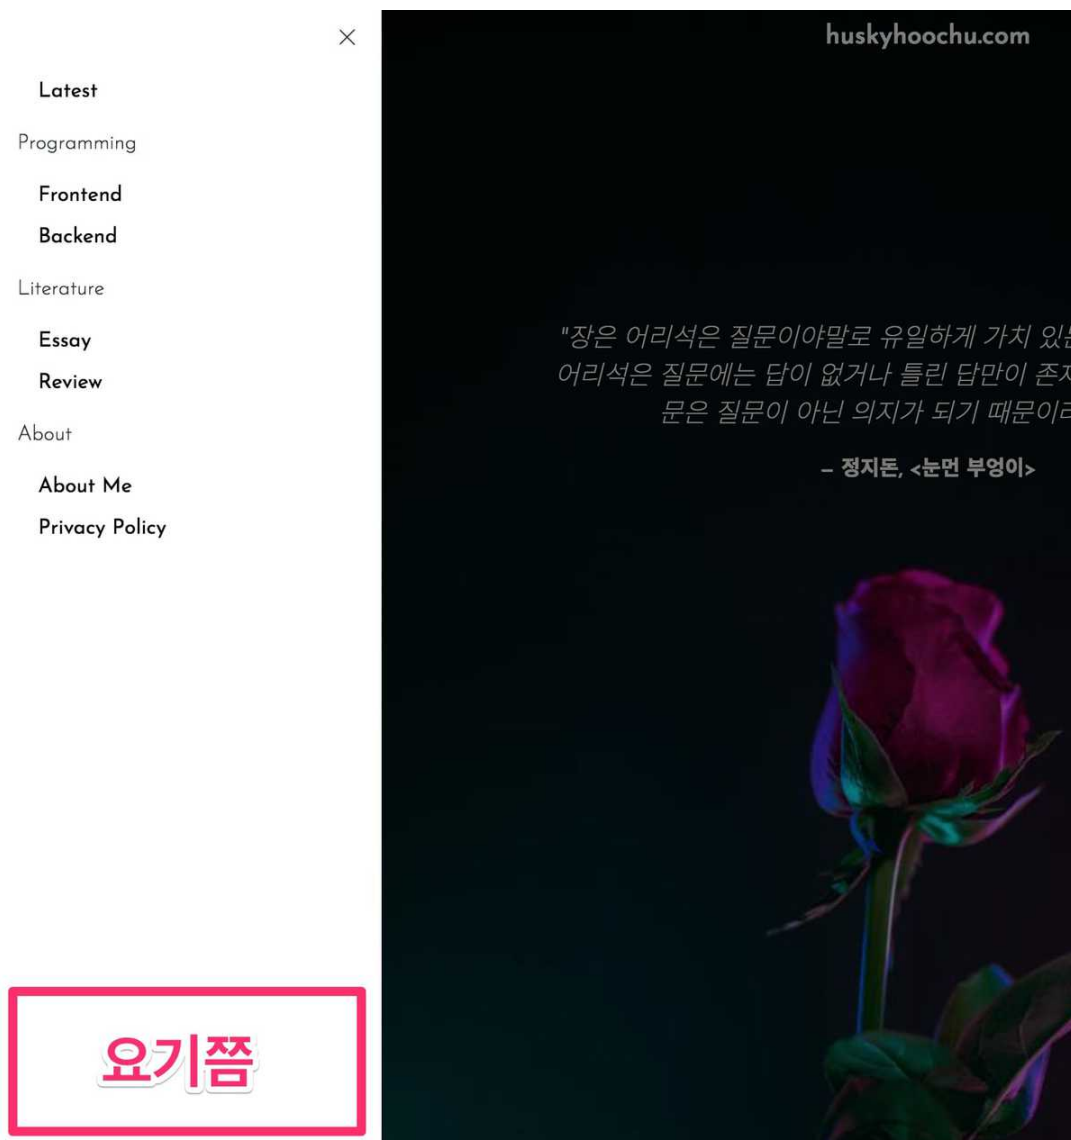 Latest
Programming
Frontend
Backend
Literature
Essay
Review
About
About Me
Privacy Policy
요기쯤
huskyhoochu.com
"장은 어리석은 질문이야말로 유일하게 가치 있
어리석은 질문에는 답이 없거나 틀린 답만이 존
문은 질문이 아닌 의지가 되기 때문이
– 정지돈, <눈먼 부엉이>